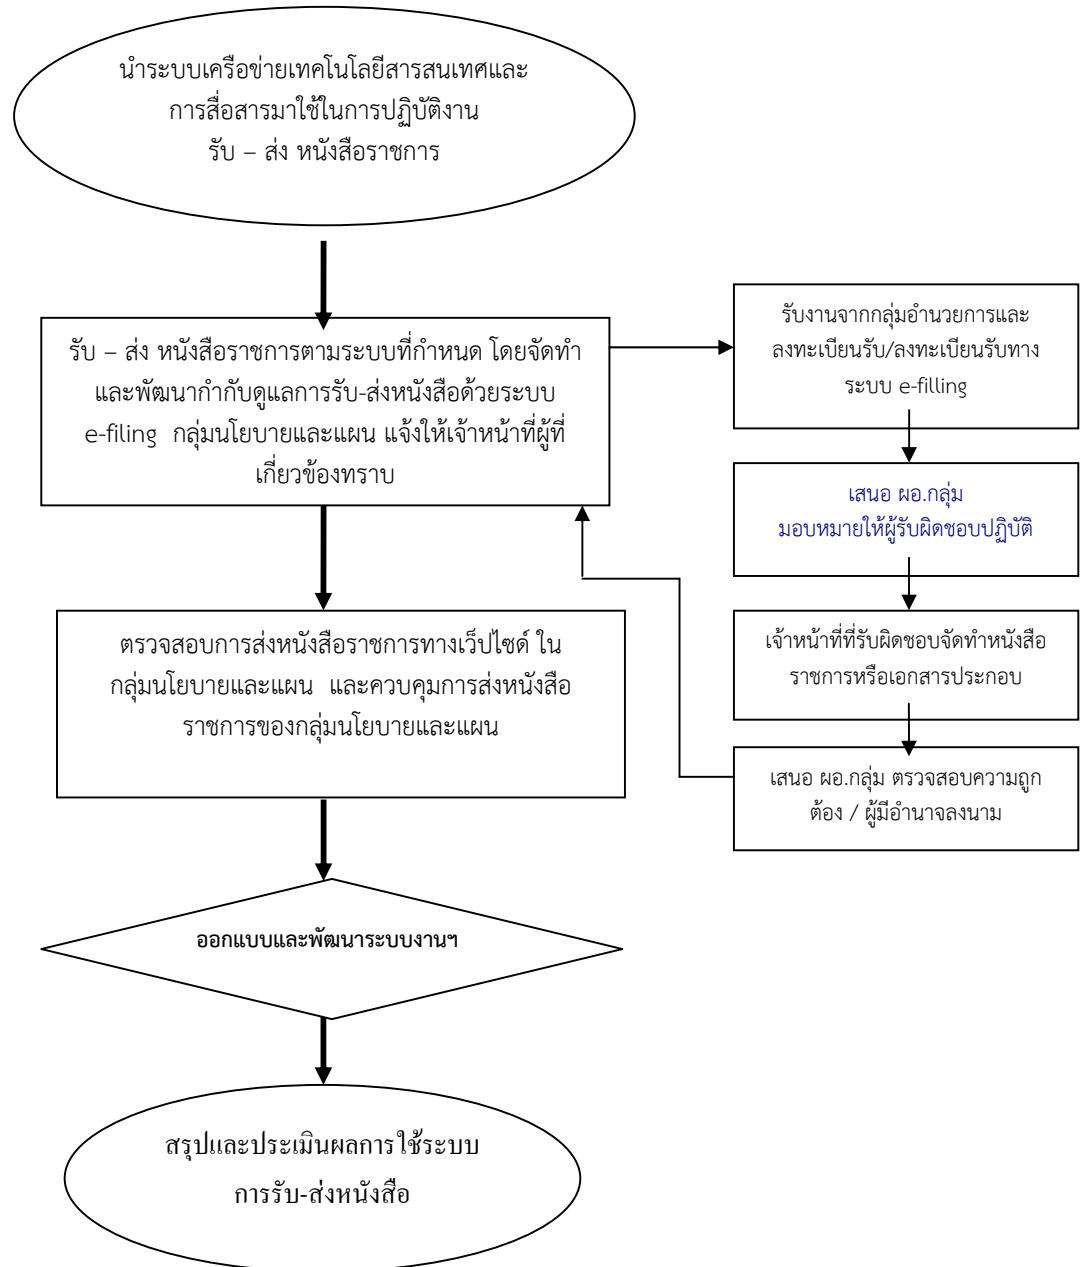 นำระบบเครือข่ายเทคโนโลยีสารสนเทศและ
การสื่อสารมาใช้ในการปฏิบัติงาน
รับ – ส่ง หนังสือราชการ
รับ – ส่ง หนังสือราชการตามระบบที่กำหนด โดยจัดทำ
และพัฒนากำกับดูแลการรับ-ส่งหนังสือด้วยระบบ
e-filing กลุ่มนโยบายและแผน แจ้งให้เจ้าหน้าที่ผู้ที่
เกี่ยวข้องทราบ
รับงานจากกลุ่มอำนวยการและ
ลงทะเบียนรับ/ลงทะเบียนรับทาง
ระบบ e-filling
เสนอ ผอ.กลุ่ม
มอบหมายให้ผู้รับผิดชอบปฏิบัติ
เจ้าหน้าที่ที่รับผิดชอบจัดทำหนังสือ
ราชการหรือเอกสารประกอบ
เสนอ ผอ.กลุ่ม ตรวจสอบความถูก
ต้อง / ผู้มีอำนาจลงนาม
ตรวจสอบการส่งหนังสือราชการทางเว็ปไซด์ ใน
กลุ่มนโยบายและแผน และควบคุมการส่งหนังสือ
ราชการของกลุ่มนโยบายและแผน
ออกแบบและพัฒนาระบบงานฯ
สรุปและประเมินผลการใช้ระบบ
การรับ-ส่งหนังสือ